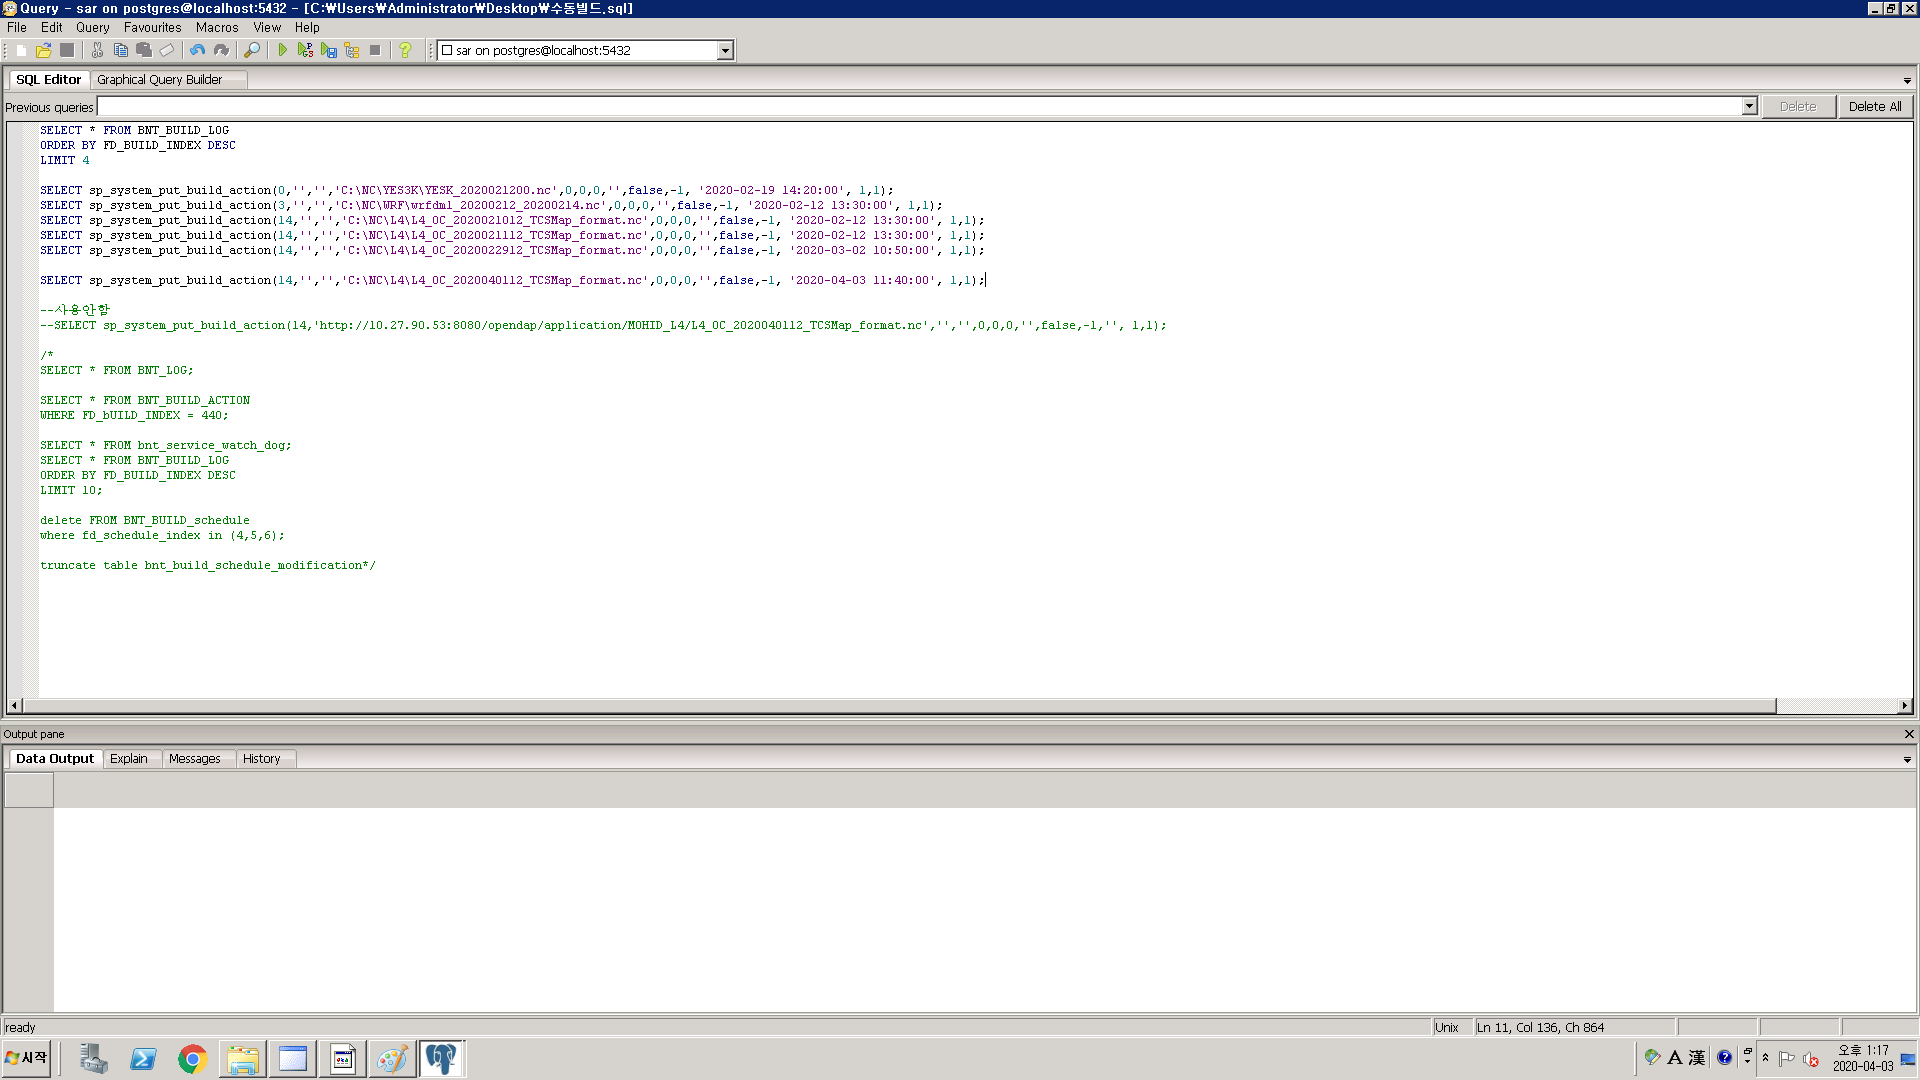 Query - sar on postgres@localhost:5432 - [C:₩Users₩Administrator₩Desktop₩수동빌드.sql]
File Edit Query Favourites Macros View Help
sar on postgres@localhost:5432
SQL Editor Graphical Query Builder
Previous queries Delete Delete All
SELECT * FROM BNT_BUILD_LOG
ORDER BY FD_BUILD_INDEX DESC
LIMIT 4
SELECT sp_system_put_build_action(0,'','','C:\NC\YES3K\YESK_2020021200.nc',0,0,0,'',false,-1, '2020-02-19 14:20:00', 1,1);
SELECT sp_system_put_build_action(3,'','','C:\NC\WRF\wrfdm1_20200212_20200214.nc',0,0,0,'',false,-1, '2020-02-12 13:30:00', 1,1);
SELECT sp_system_put_build_action(14,'','','C:\NC\L4\L4_OC_2020021012_TCSMap_format.nc',0,0,0,'',false,-1, '2020-02-12 13:30:00', 1,1);
SELECT sp_system_put_build_action(14,'','','C:\NC\L4\L4_OC_2020021112_TCSMap_format.nc',0,0,0,'',false,-1, '2020-02-12 13:30:00', 1,1);
SELECT sp_system_put_build_action(14,'','','C:\NC\L4\L4_OC_2020022912_TCSMap_format.nc',0,0,0,'',false,-1, '2020-03-02 10:50:00', 1,1);
SELECT sp_system_put_build_action(14,'','','C:\NC\L4\L4_OC_2020040112_TCSMap_format.nc',0,0,0,'',false,-1, '2020-04-03 11:40:00', 1,1);
--사용안함
--SELECT sp_system_put_build_action(14,'http://10.27.90.53:8080/opendap/application/MOHID_L4/L4_OC_2020040112_TCSMap_format.nc','','',0,0,0,'',false,-1,'', 1,1);
/*
SELECT * FROM BNT_LOG;
SELECT * FROM BNT_BUILD_ACTION
WHERE FD_bUILD_INDEX = 440;
SELECT * FROM bnt_service_watch_dog;
SELECT * FROM BNT_BUILD_LOG
ORDER BY FD_BUILD_INDEX DESC
LIMIT 10;
delete FROM BNT_BUILD_schedule
where fd_schedule_index in (4,5,6);
truncate table bnt_build_schedule_modification*/
Output pane
Data Output Explain Messages History
ready Unix Ln 11, Col 136, Ch 864
시작 A 漢 오후 1:17
2020-04-03